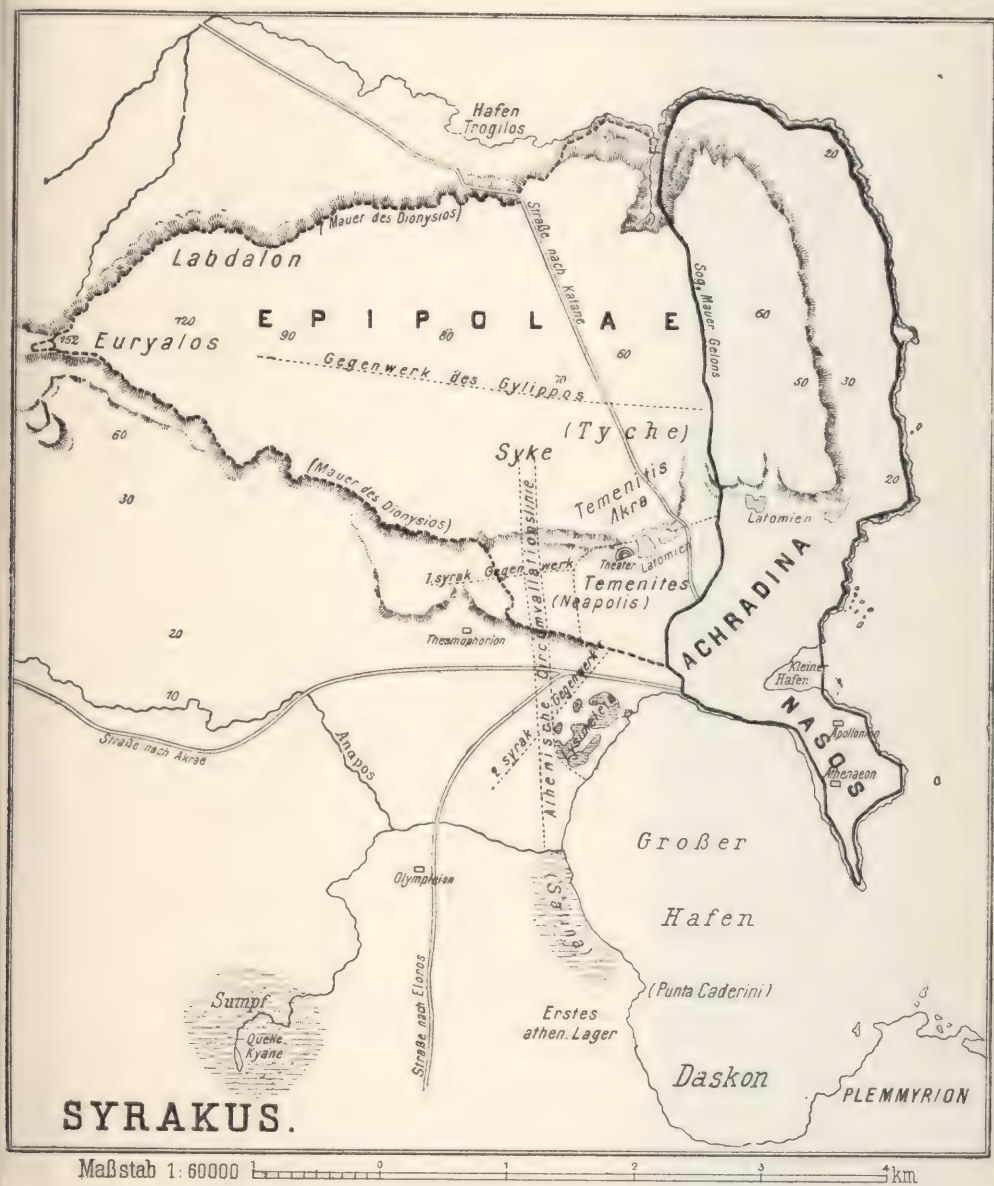 Hafen
Trogilos
20
(Mauer des Dionysios)
Straße nach Katane
Labdalon
Sog. Mauer Gelons
120
EPIPOLAE
60
90
80
152
Euryalos
60
Gegenwerk des Gylippos
70
50
30
60
(Tyche)
Syke
20
30
(Mauer des Dionysios)
Temenitis
Akra
Latomien
Theater
Latomien
1. syrak Gegenwerk
Temenites
(Neapolis)
ACHRADINA
Athenische Circumvallationslinie
20
Thesmophorion
Kleiner
Hafen
10
2 syrak Gegenwerk
Lysimeleia
NASOS
Straße nach Akrae
Anapos
Apollonion
Athenaeon
Großer
Olympieion
Hafen
(Saline)
(Punta Caderini)
Sumpf
Quelle
Kyane
Straße nach Eloros
Erstes
athen. Lager
Daskon
PLEMMYRION
SYRAKUS.
Maßstab 1:60000 1 0 1 2 3 4 km